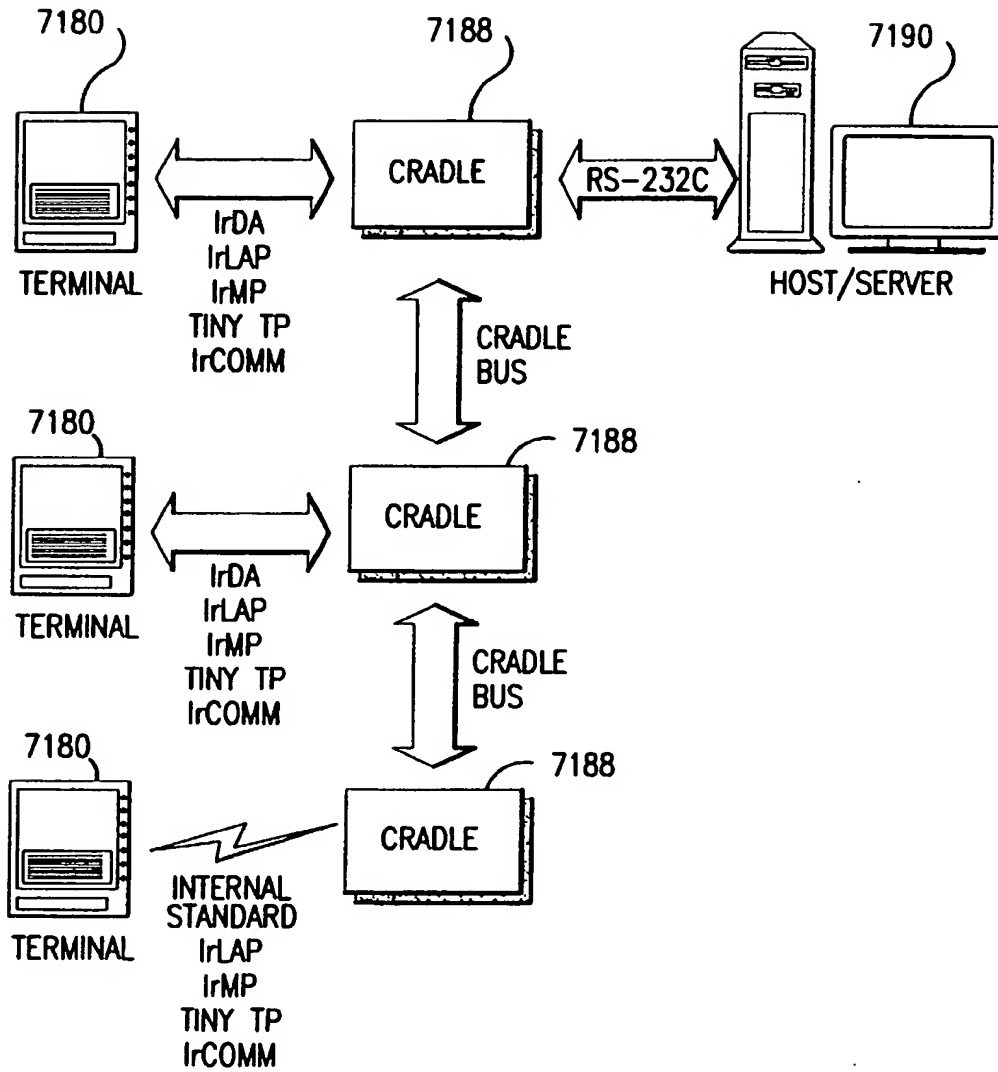 7180
7188
7190
CRADLE
RS-232C
IrDA
IrLAP
IrMP
TINY TP
IrCOMM
TERMINAL
HOST/SERVER
CRADLE
BUS
7180
7188
CRADLE
IrDA
IrLAP
IrMP
TINY TP
IrCOMM
TERMINAL
CRADLE
BUS
7180
7188
CRADLE
INTERNAL
STANDARD
IrLAP
IrMP
TINY TP
IrCOMM
TERMINAL